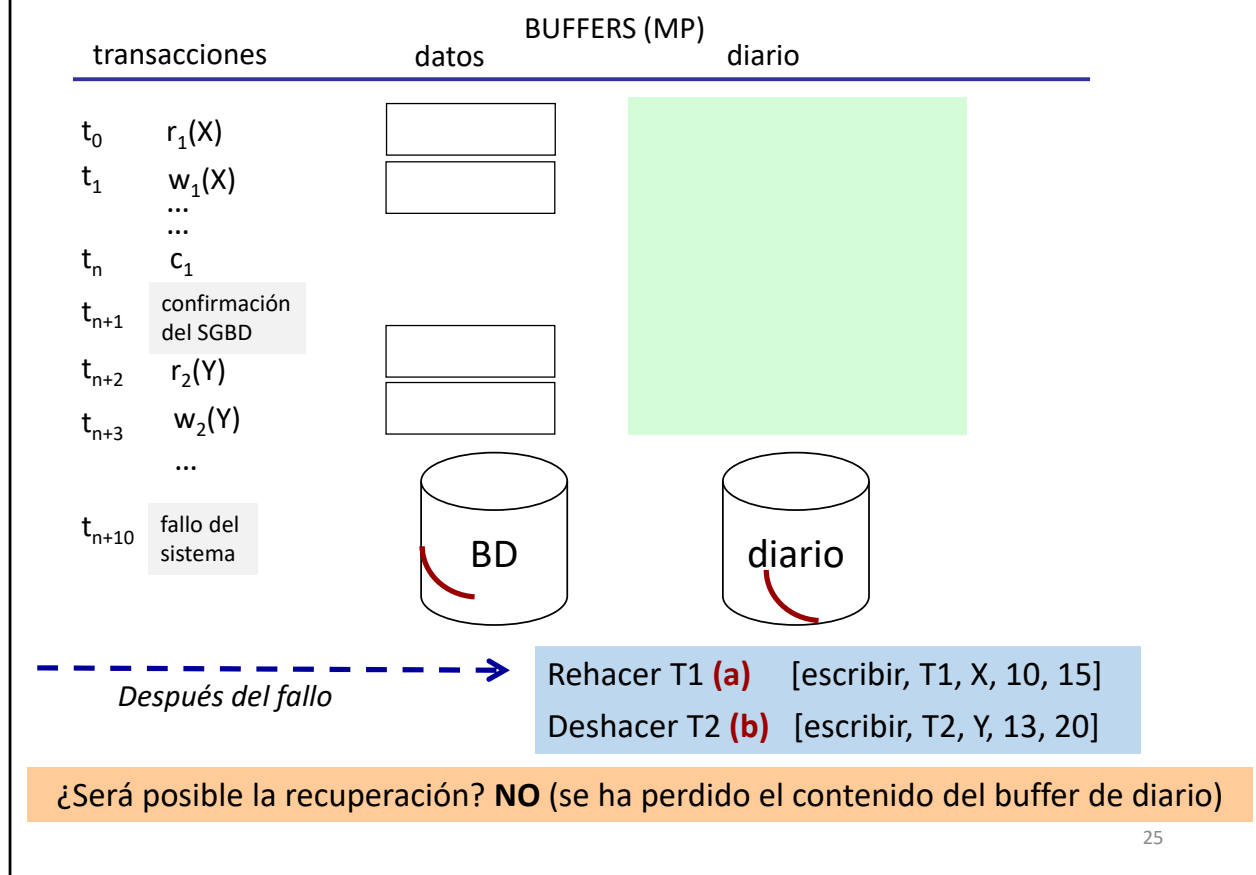 BUFFERS (MP)
transacciones datos diario
t0 r1(X)
t1 w1(X)
...
...
tn c1
tn+1 confirmación
del SGBD
tn+2 r2(Y)
tn+3 w2(Y)
...
tn+10 fallo del
sistema
BD diario
Después del fallo
Rehacer T1 (a) [escribir, T1, X, 10, 15]
Deshacer T2 (b) [escribir, T2, Y, 13, 20]
¿Será posible la recuperación? NO (se ha perdido el contenido del buffer de diario)
25